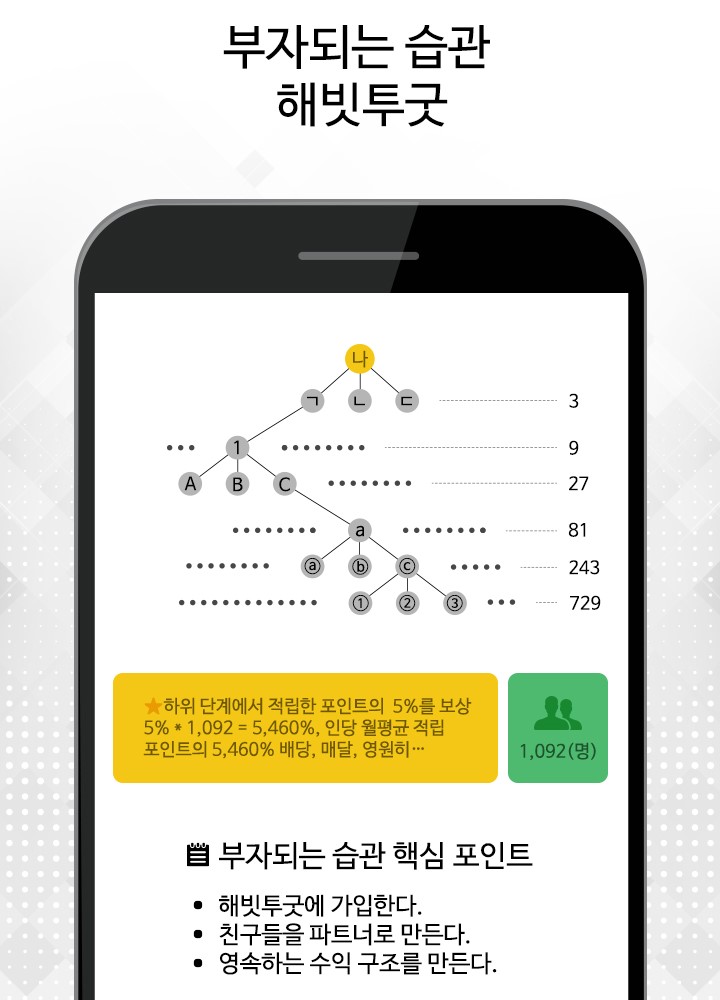 부자되는 습관
해빗투굿
나
ㄱ ㄴ ㄷ 3
1 9
A B C 27
a 81
ⓐ ⓑ ⓒ 243
① ② ③ 729
★하위 단계에서 적립한 포인트의 5%를 보상
5% * 1,092 = 5,460%, 인당 월평균 적립
포인트의 5,460% 배당, 매달, 영원히…
1,092(명)
부자되는 습관 핵심 포인트
• 해빗투굿에 가입한다.
• 친구들을 파트너로 만든다.
• 영속하는 수익 구조를 만든다.